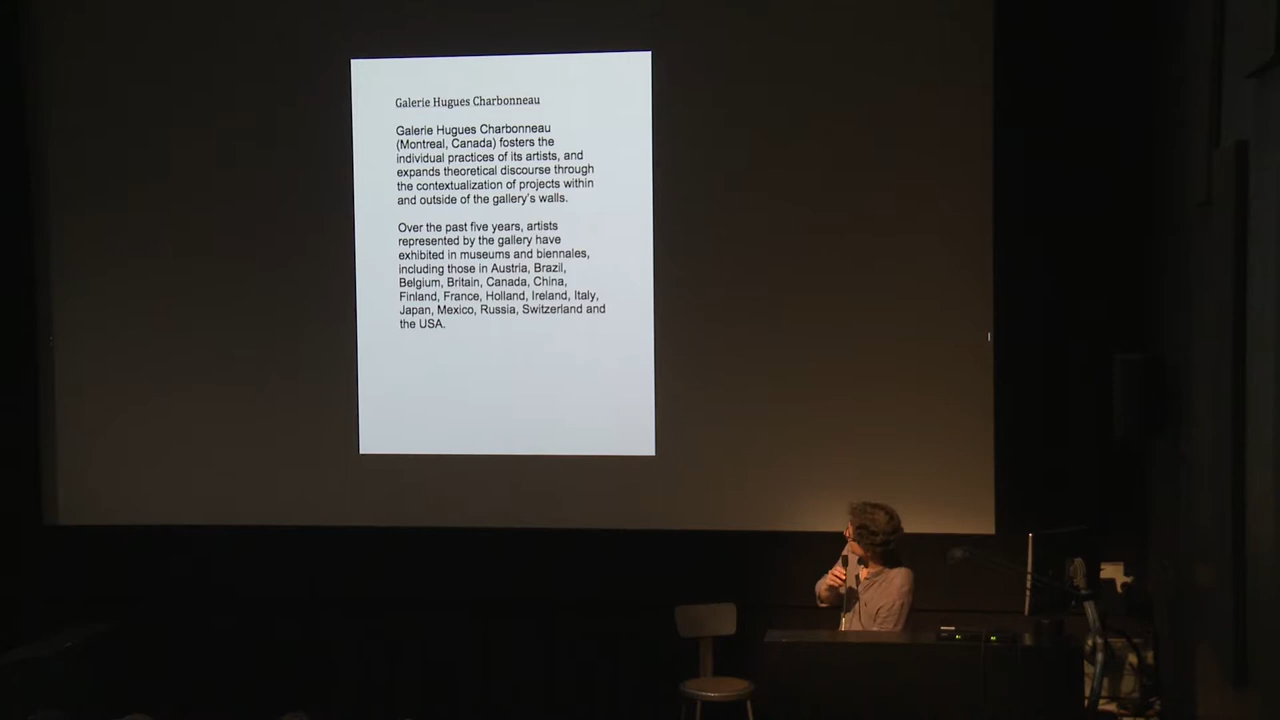 Galerie Hugues Charbonneau
Galerie Hugues Charbonneau
(Montreal, Canada) fosters the
individual practices of its artists, and
expands theoretical discourse through
the contextualization of projects within
and outside of the gallery's walls.
Over the past five years, artists
represented by the gallery have
exhibited in museums and biennales,
including those in Austria, Brazil,
Belgium, Britain, Canada, China,
Finland, France, Holland, Ireland, Italy,
Japan, Mexico, Russia, Switzerland and
the USA.